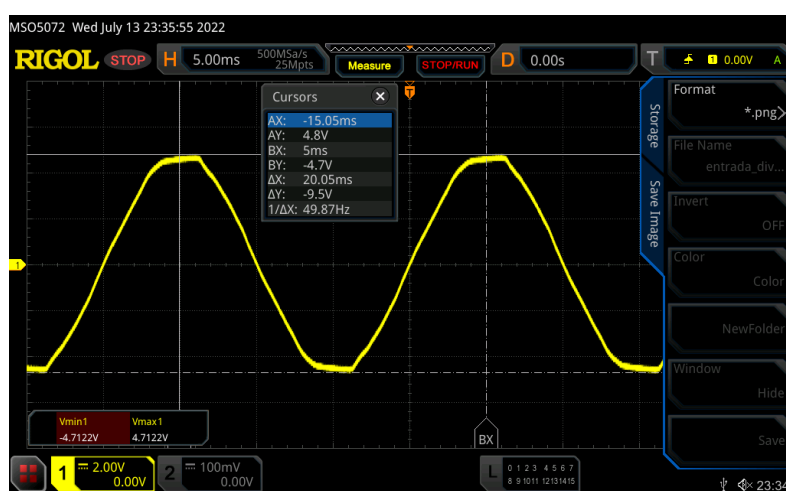 MSO5072 Wed July 13 23:35:55 2022
RIGOL STOP H 5.00ms 500MSa/s 25Mpts Measure STOP/RUN D 0.00s T 1 0.00V A
T
Cursors
AX: -15.05ms
AY: 4.8V
BX: 5ms
BY: -4.7V
ΔX: 20.05ms
ΔY: -9.5V
1/ΔX: 49.87Hz
Storage
Save Image
Format
*.png
File Name
entrada_div...
Invert
OFF
Color
Color
NewFolder
Window
Hide
Save
1
Vmin1 Vmax1
-4.7122V 4.7122V
BX
1 2.00V 0.00V 2 100mV 0.00V L 0 1 2 3 4 5 6 7
8 9 10 11 12 13 14 15
23:34